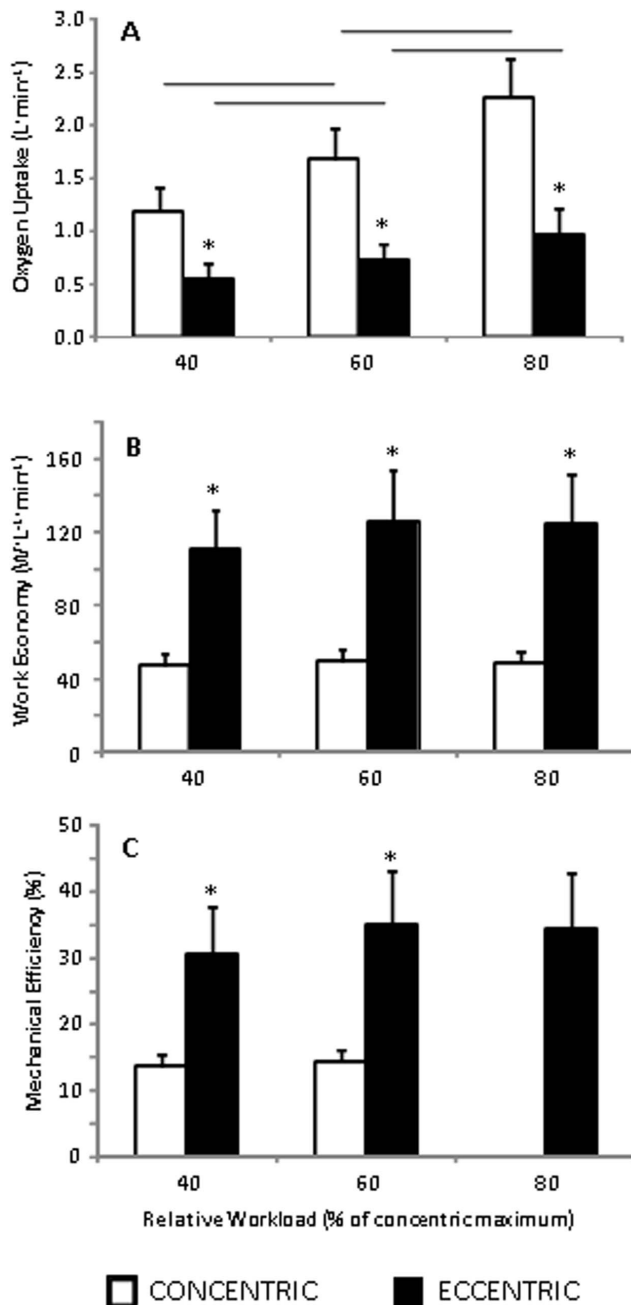 A
Oxygen Uptake (L·min⁻¹)
3.0
2.5
2.0
1.5
1.0
0.5
0.0
*
*
*
40 60 80
B
Work Economy (W·L⁻¹·min⁻¹)
160
120
80
40
0
*
*
*
40 60 80
C
Mechanical Efficiency (%)
50
40
30
20
10
0
*
*
40 60 80
Relative Workload (% of concentric maximum)
CONCENTRIC ECCENTRIC